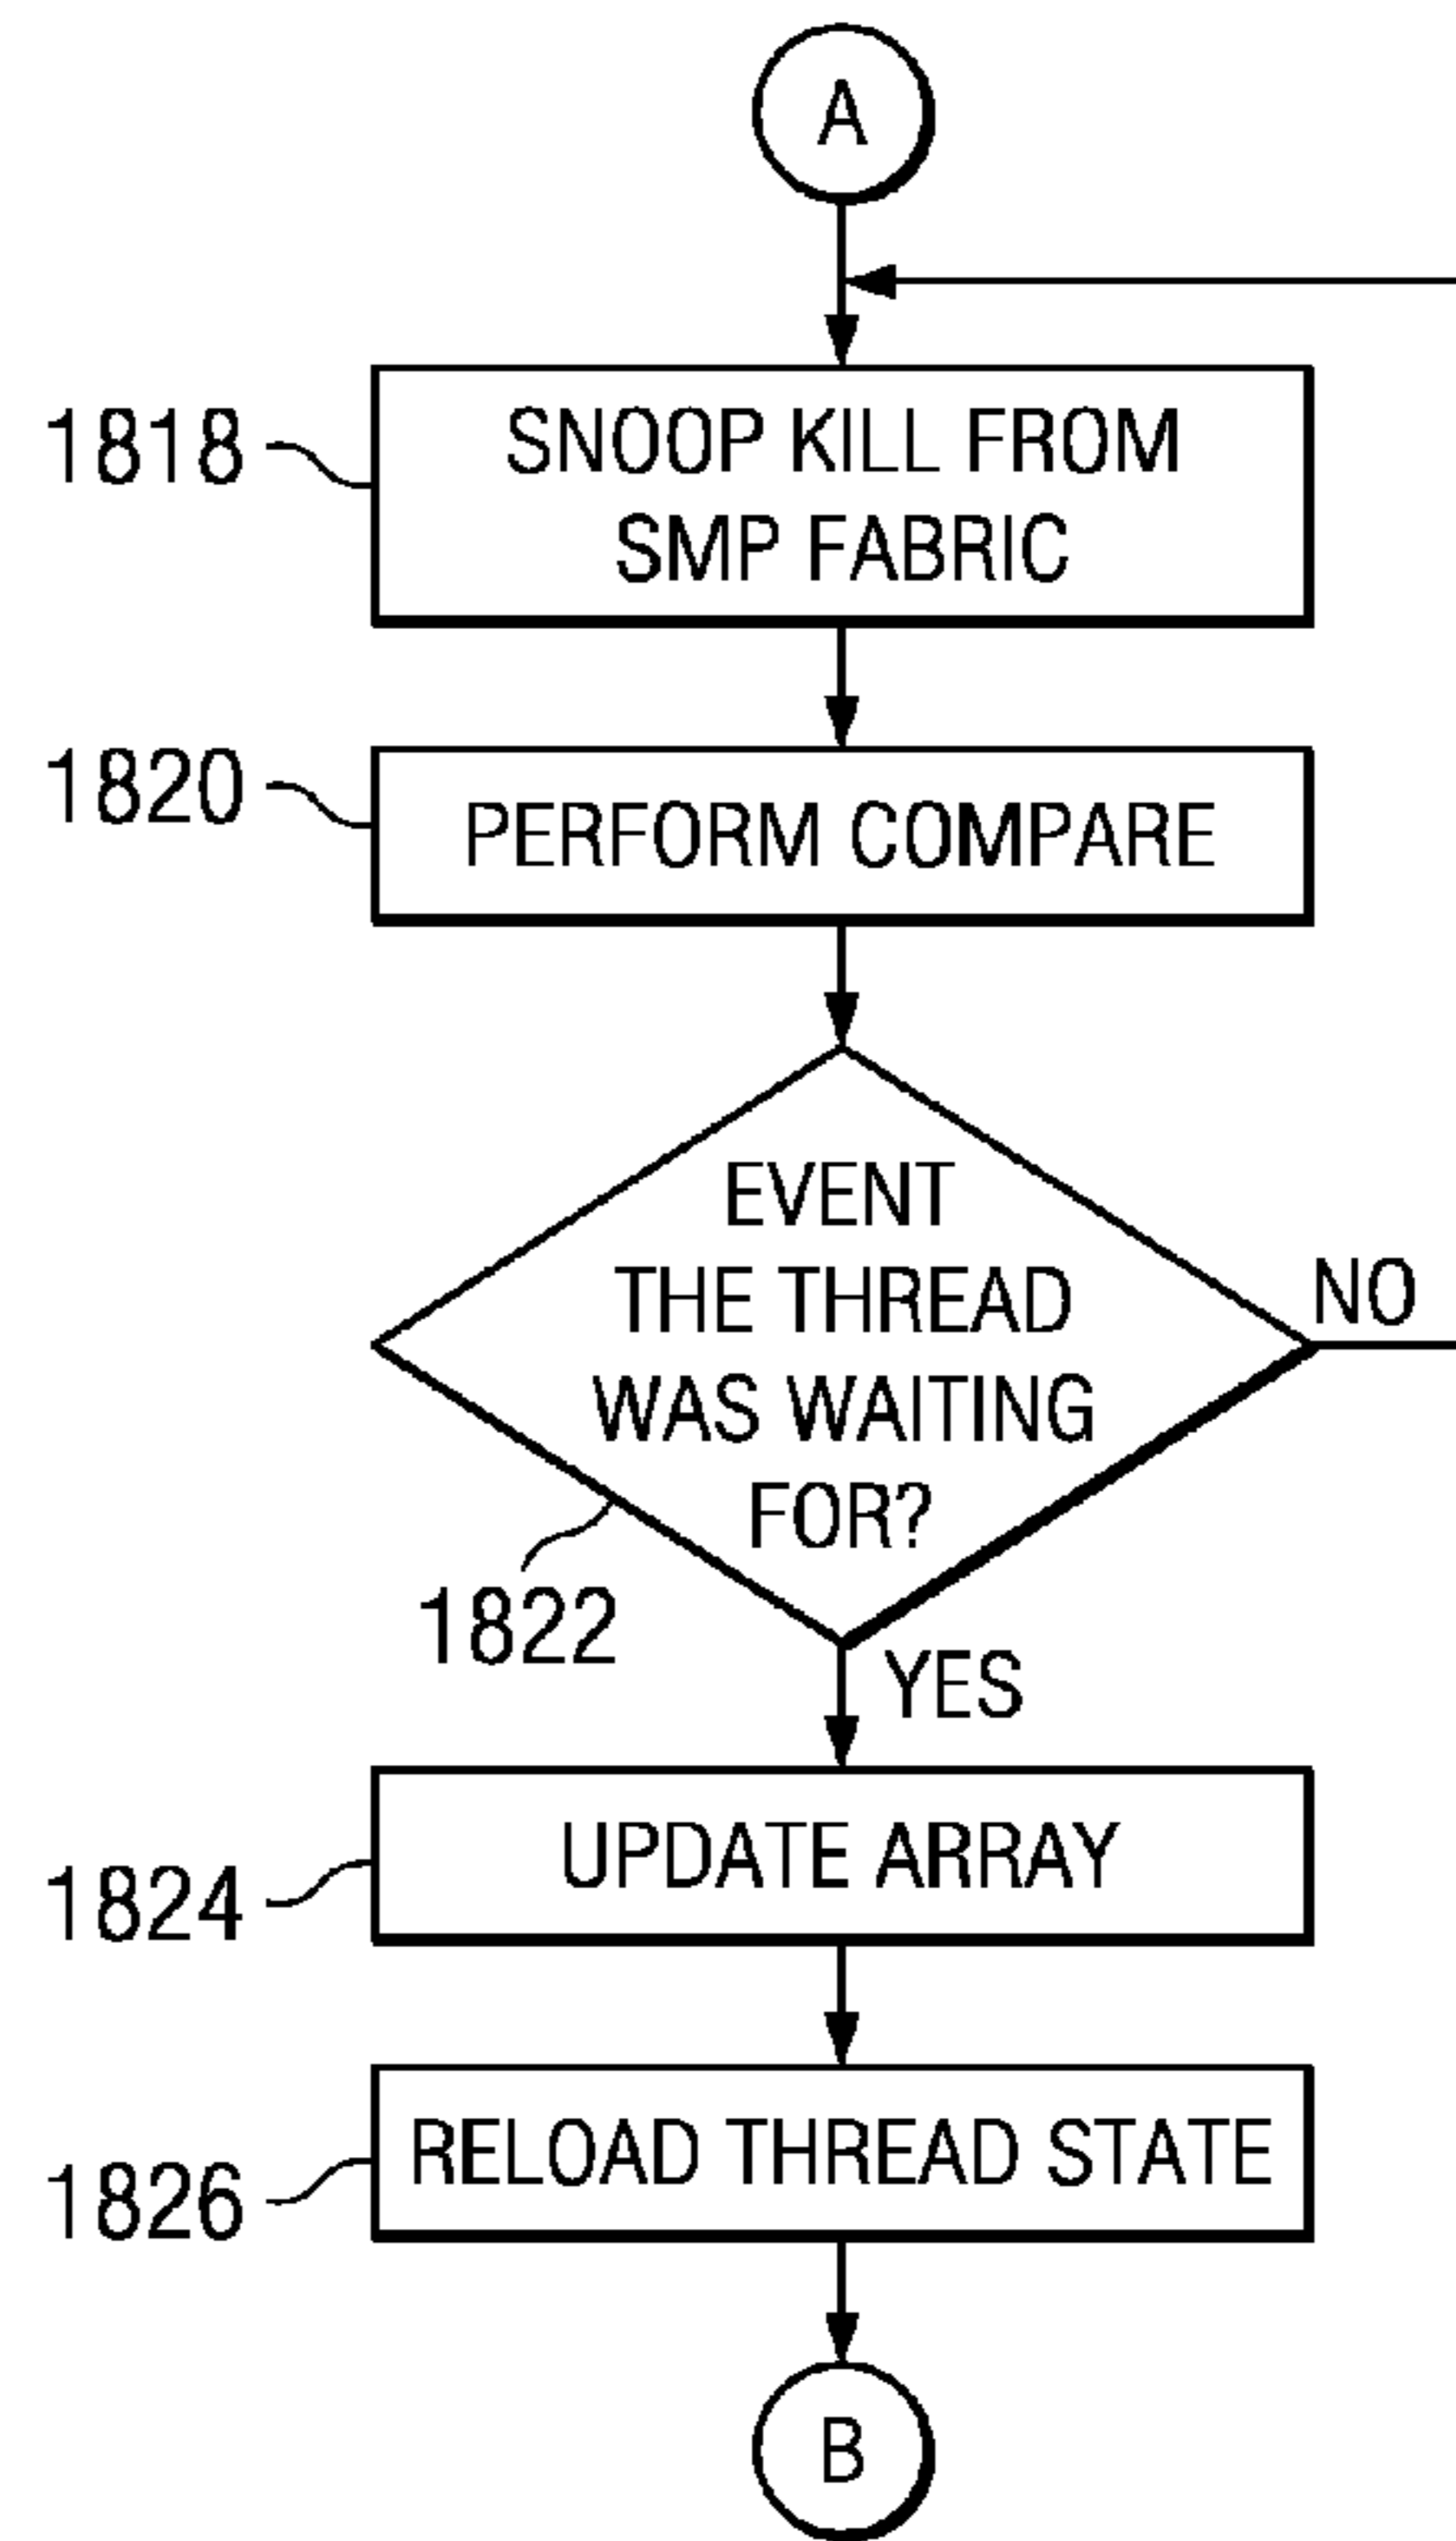 A
1818
SNOOP KILL FROM
SMP FABRIC
1820
PERFORM COMPARE
EVENT
THE THREAD
WAS WAITING
FOR?
NO
1822
YES
UPDATE ARRAY
1824
RELOAD THREAD STATE
1826
B